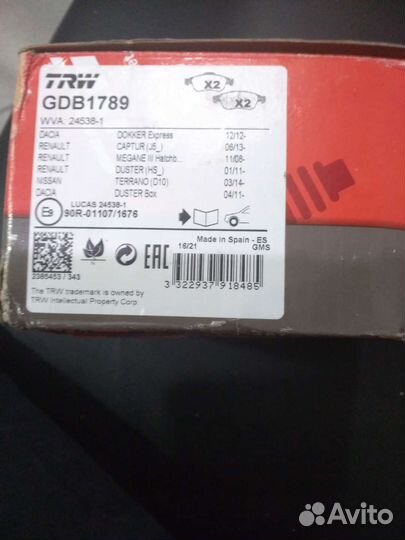 TRW
X2
X2
GDB1789
WVA: 24538-1
DACIA DOKKER Express 12/12-
RENAULT CAPTUR (J5_) 06/13-
RENAULT MEGANE III Hatchb... 11/08-
RENAULT DUSTER (HS_) 01/11-
NISSAN TERRANO (D10) 03/14-
DACIA DUSTER Box 04/11-
LUCAS 24538-1
90R-01107/1676
Made in Spain - ES
16/21 GMS
EAC
2385453 / 343
3 322937 918485
The TRW trademark is owned by
TRW Intellectual Property Corp.
Avito